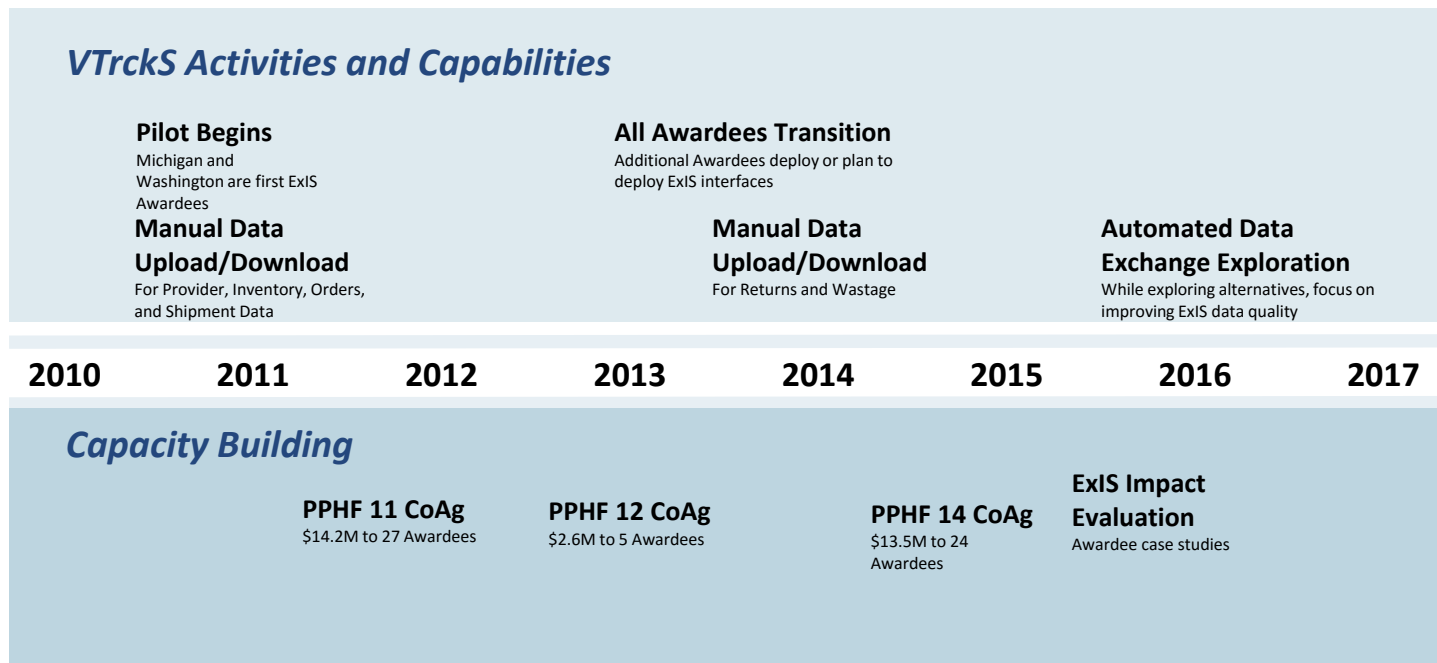 VTrckS Activities and Capabilities
Pilot Begins
Michigan and
Washington are first ExIS
Awardees
Manual Data
Upload/Download
For Provider, Inventory, Orders,
and Shipment Data
All Awardees Transition
Additional Awardees deploy or plan to
deploy ExIS interfaces
Manual Data
Upload/Download
For Returns and Wastage
Automated Data
Exchange Exploration
While exploring alternatives, focus on
improving ExIS data quality
2010 2011 2012 2013 2014 2015 2016 2017
Capacity Building
PPHF 11 CoAg
$14.2M to 27 Awardees
PPHF 12 CoAg
$2.6M to 5 Awardees
PPHF 14 CoAg
$13.5M to 24
Awardees
ExIS Impact
Evaluation
Awardee case studies